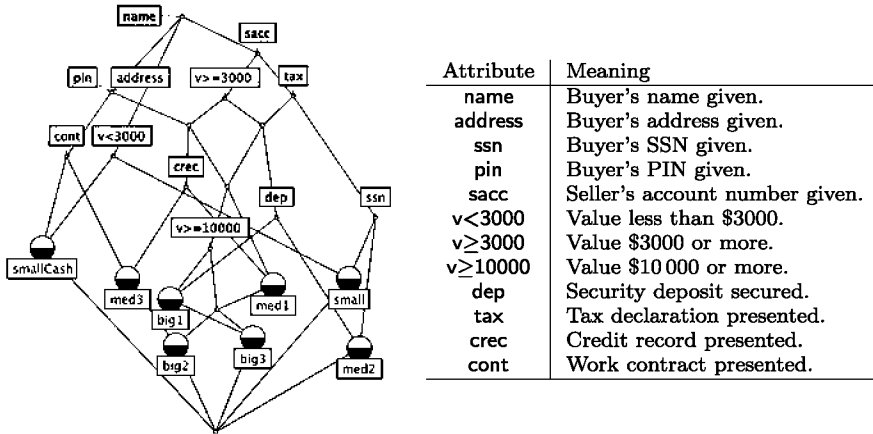 name
sacc
pin address v>=3000 tax
cont v<3000
crec
dep
ssn
v>=10000
smallCash
med3
big1
med1
small
big2
big3
med2
Attribute Meaning
name Buyer's name given.
address Buyer's address given.
ssn Buyer's SSN given.
pin Buyer's PIN given.
sacc Seller's account number given.
v<3000 Value less than $3000.
v≥3000 Value $3000 or more.
v≥10000 Value $10 000 or more.
dep Security deposit secured.
tax Tax declaration presented.
crec Credit record presented.
cont Work contract presented.